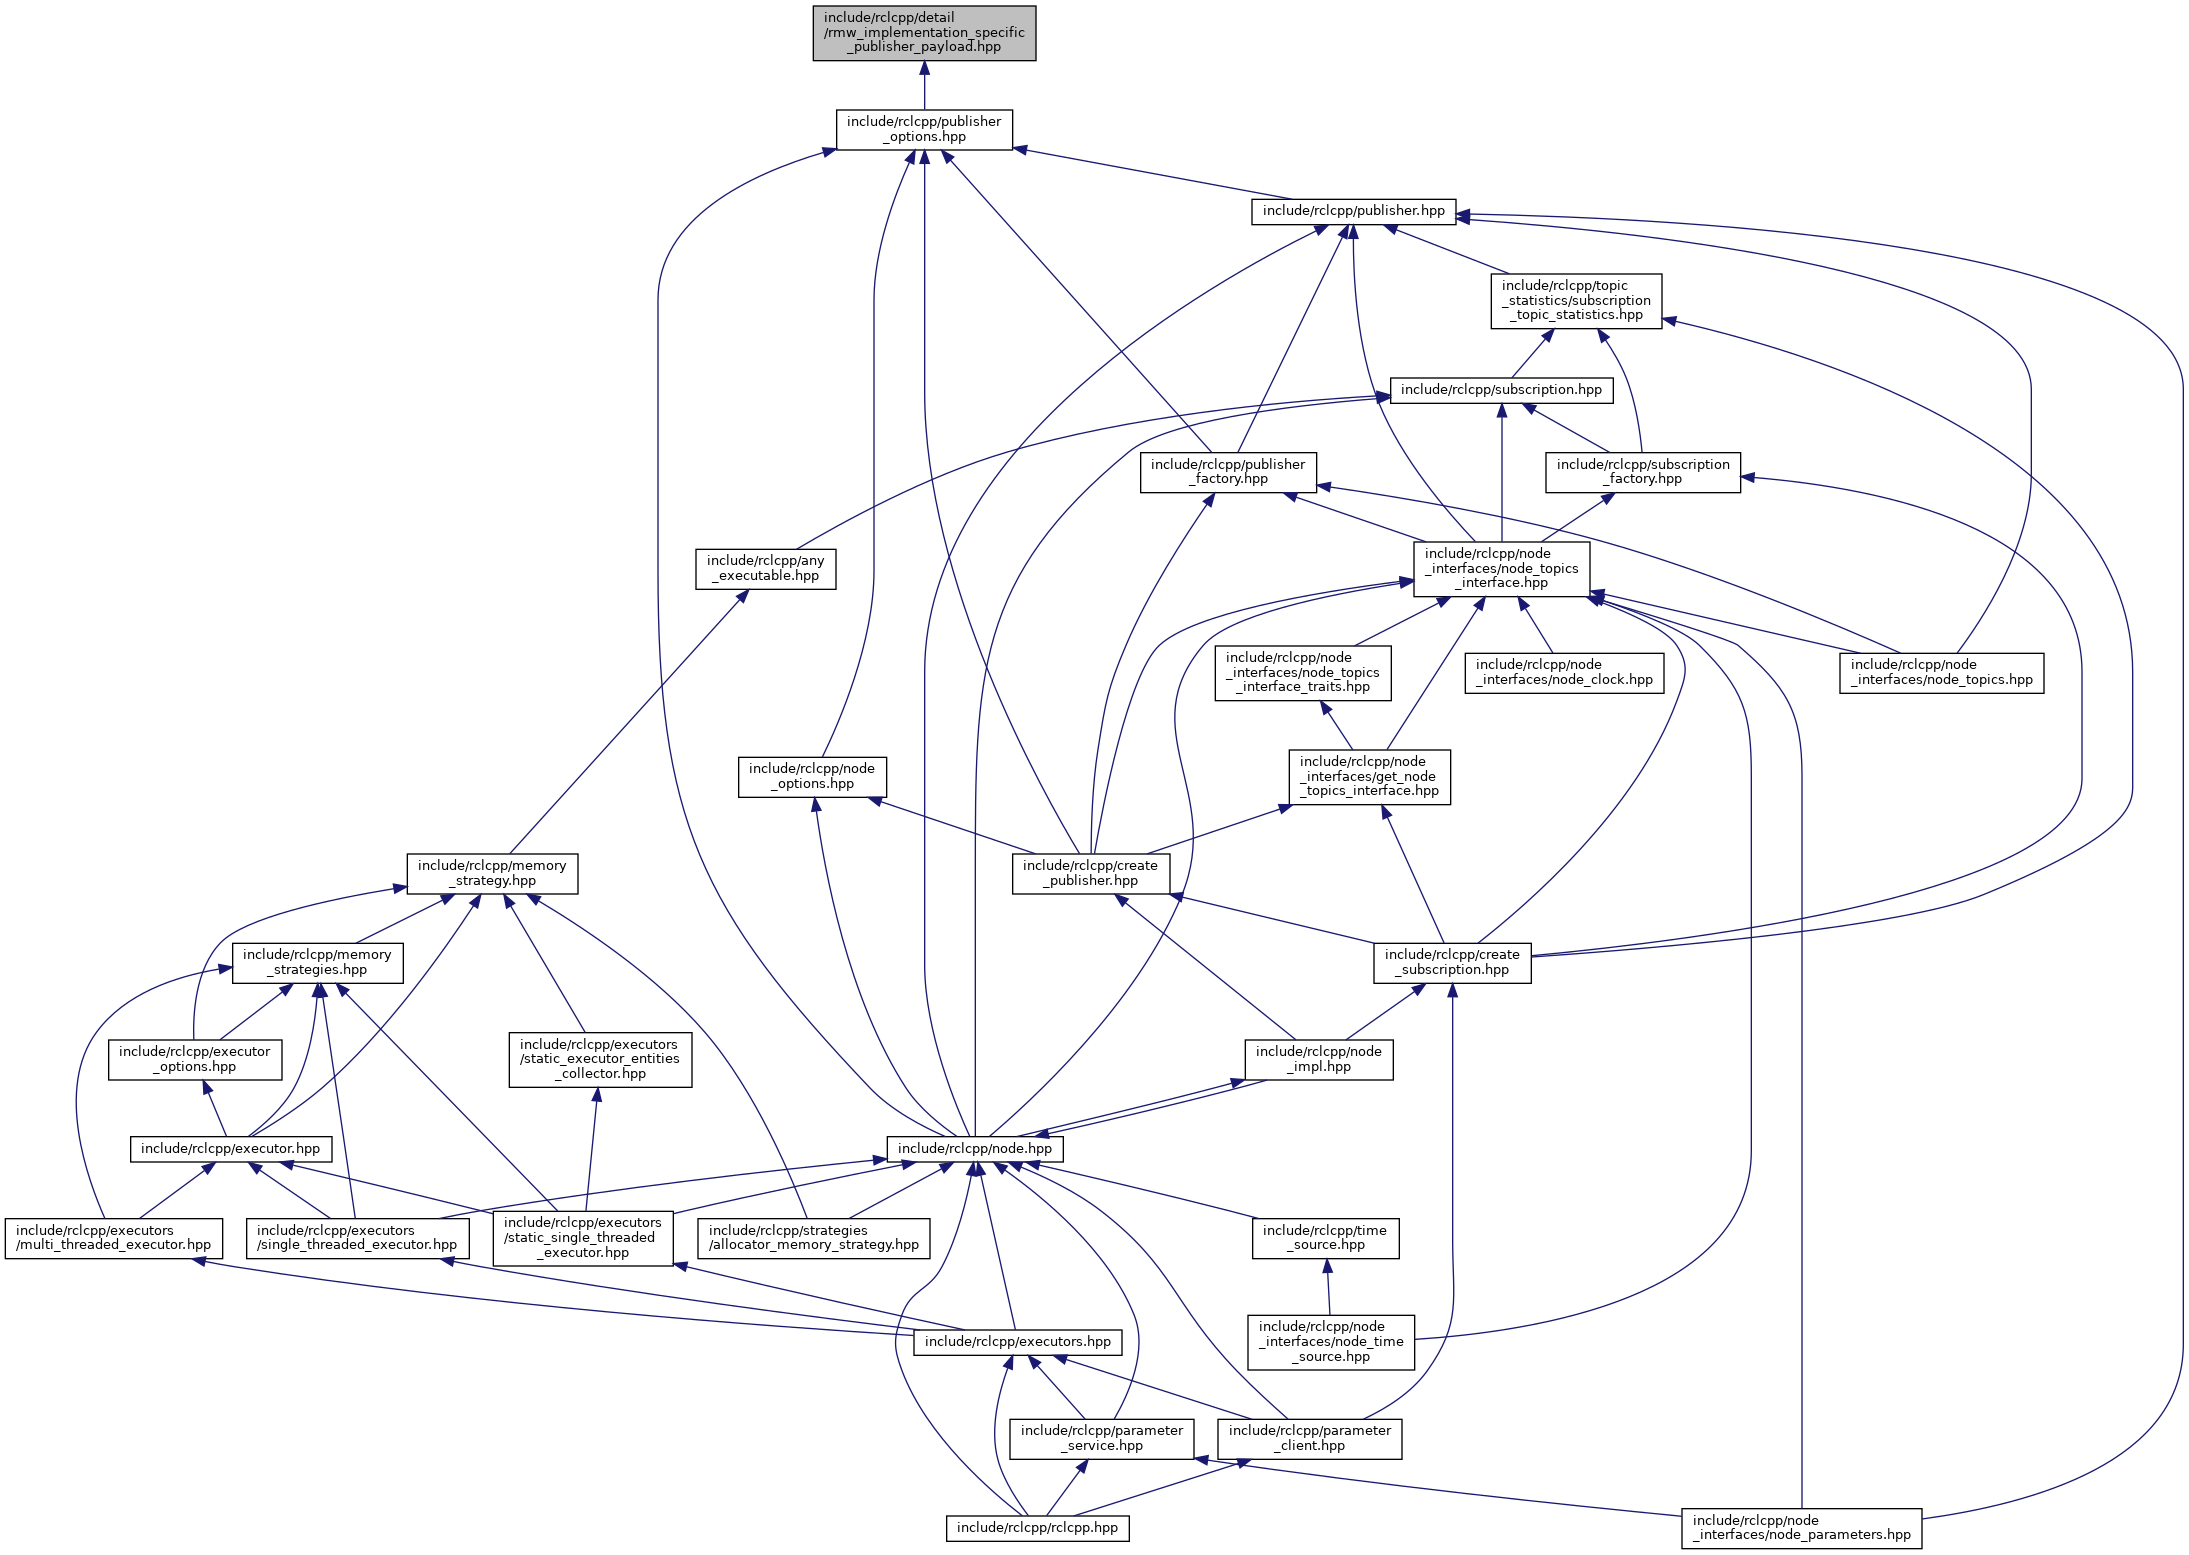 include/rclcpp/detail
/rmw_implementation_specific
_publisher_payload.hpp
include/rclcpp/publisher
_options.hpp
include/rclcpp/publisher.hpp
include/rclcpp/topic
_statistics/subscription
_topic_statistics.hpp
include/rclcpp/subscription.hpp
include/rclcpp/publisher
_factory.hpp
include/rclcpp/subscription
_factory.hpp
include/rclcpp/any
_executable.hpp
include/rclcpp/node
_interfaces/node_topics
_interface.hpp
include/rclcpp/node
_interfaces/node_topics
_interface_traits.hpp
include/rclcpp/node
_interfaces/node_clock.hpp
include/rclcpp/node
_interfaces/node_topics.hpp
include/rclcpp/node
_options.hpp
include/rclcpp/node
_interfaces/get_node
_topics_interface.hpp
include/rclcpp/memory
_strategy.hpp
include/rclcpp/create
_publisher.hpp
include/rclcpp/memory
_strategies.hpp
include/rclcpp/create
_subscription.hpp
include/rclcpp/executor
_options.hpp
include/rclcpp/executors
/static_executor_entities
_collector.hpp
include/rclcpp/node
_impl.hpp
include/rclcpp/executor.hpp
include/rclcpp/node.hpp
include/rclcpp/executors
/multi_threaded_executor.hpp
include/rclcpp/executors
/single_threaded_executor.hpp
include/rclcpp/executors
/static_single_threaded
_executor.hpp
include/rclcpp/strategies
/allocator_memory_strategy.hpp
include/rclcpp/time
_source.hpp
include/rclcpp/executors.hpp
include/rclcpp/node
_interfaces/node_time
_source.hpp
include/rclcpp/parameter
_service.hpp
include/rclcpp/parameter
_client.hpp
include/rclcpp/rclcpp.hpp
include/rclcpp/node
_interfaces/node_parameters.hpp